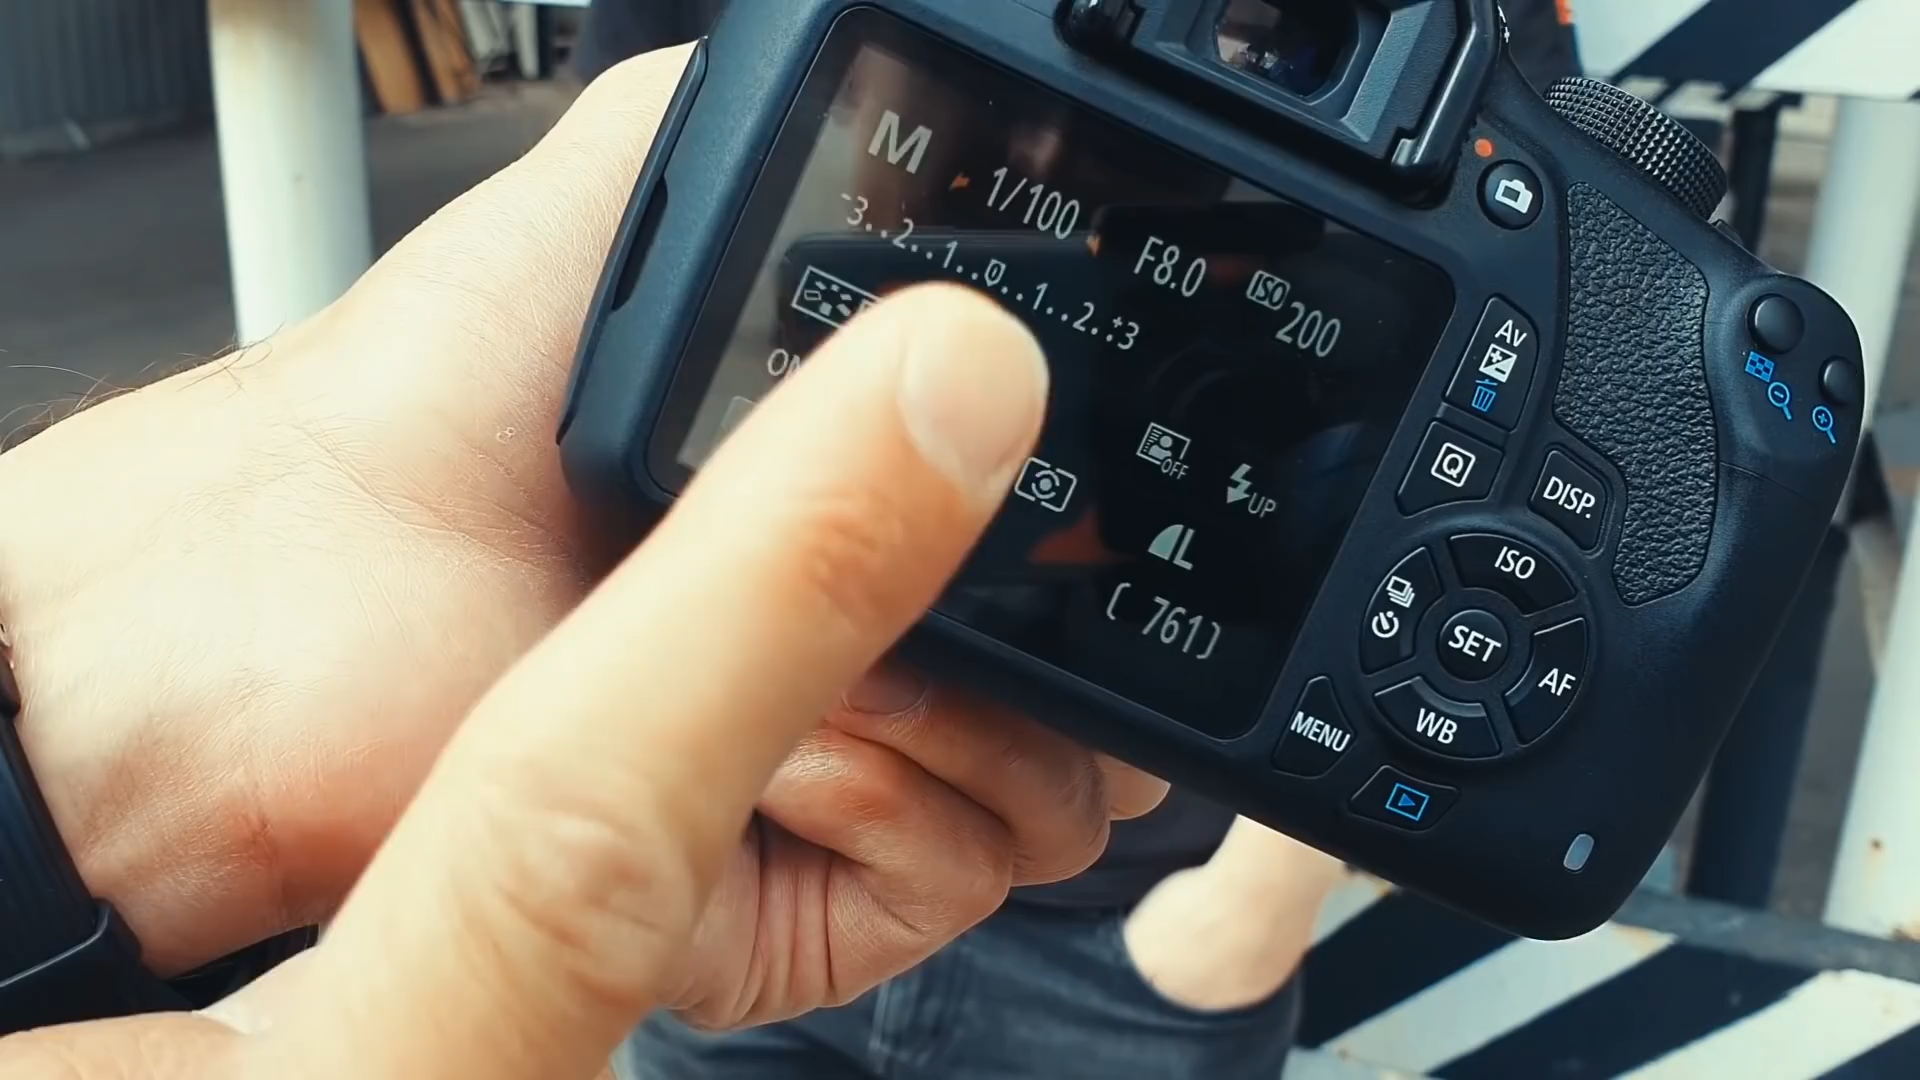 M 1/100 F8.0 ISO 200
-3..2..1..0..1..2.:+3
OFF UP
L
[ 761]
Av
Q DISP.
ISO
SET
AF
WB
MENU